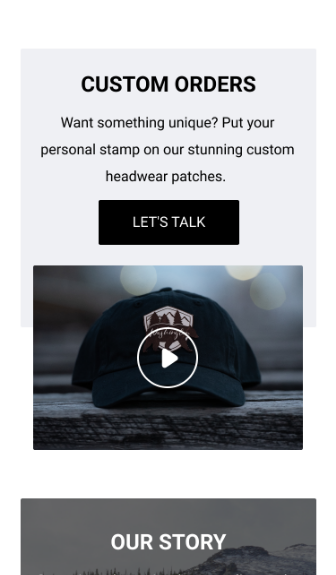 CUSTOM ORDERS
Want something unique? Put your
personal stamp on our stunning custom
headwear patches.
LET'S TALK
OUR STORY